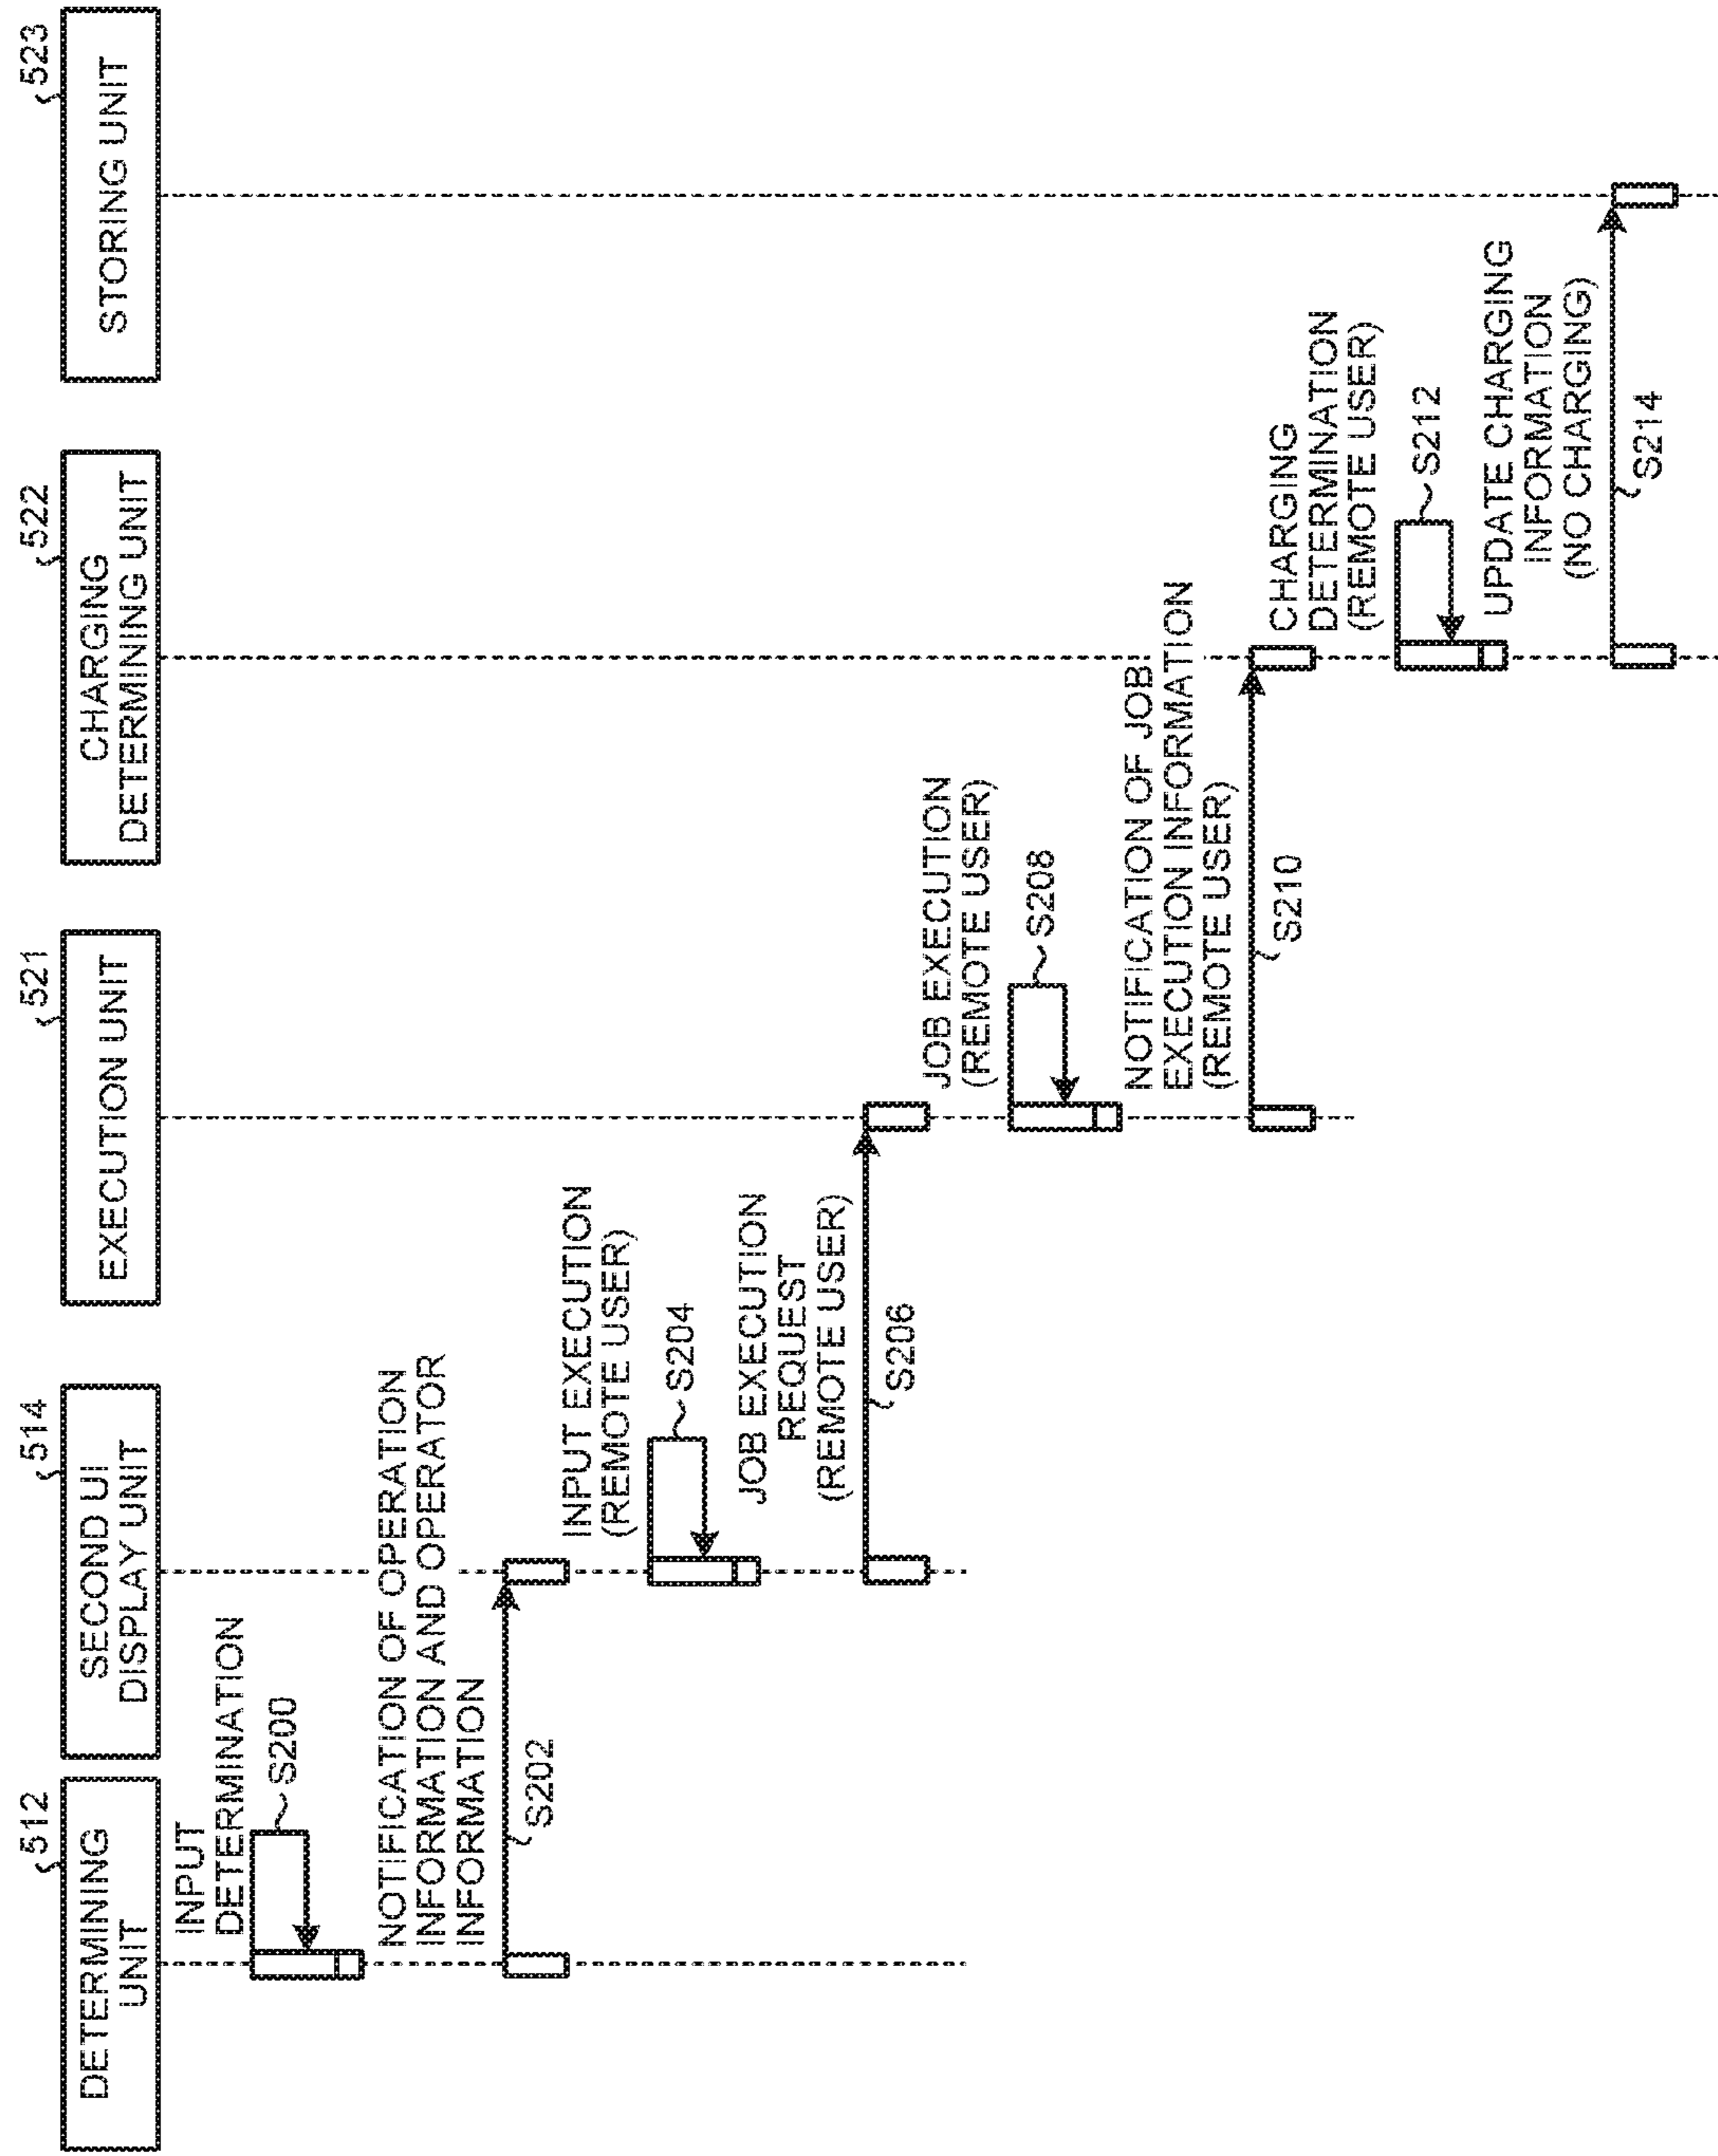 512
DETERMINING
UNIT
514
SECOND UI
DISPLAY UNIT
521
EXECUTION UNIT
522
CHARGING
DETERMINING UNIT
523
STORING UNIT
INPUT
DETERMINATION
S200
NOTIFICATION OF OPERATION
INFORMATION AND OPERATOR
INFORMATION
S202
INPUT EXECUTION
(REMOTE USER)
S204
JOB EXECUTION
REQUEST
(REMOTE USER)
S206
JOB EXECUTION
(REMOTE USER)
S208
NOTIFICATION OF JOB
EXECUTION INFORMATION
(REMOTE USER)
S210
CHARGING
DETERMINATION
(REMOTE USER)
S212
UPDATE CHARGING
INFORMATION
(NO CHARGING)
S214